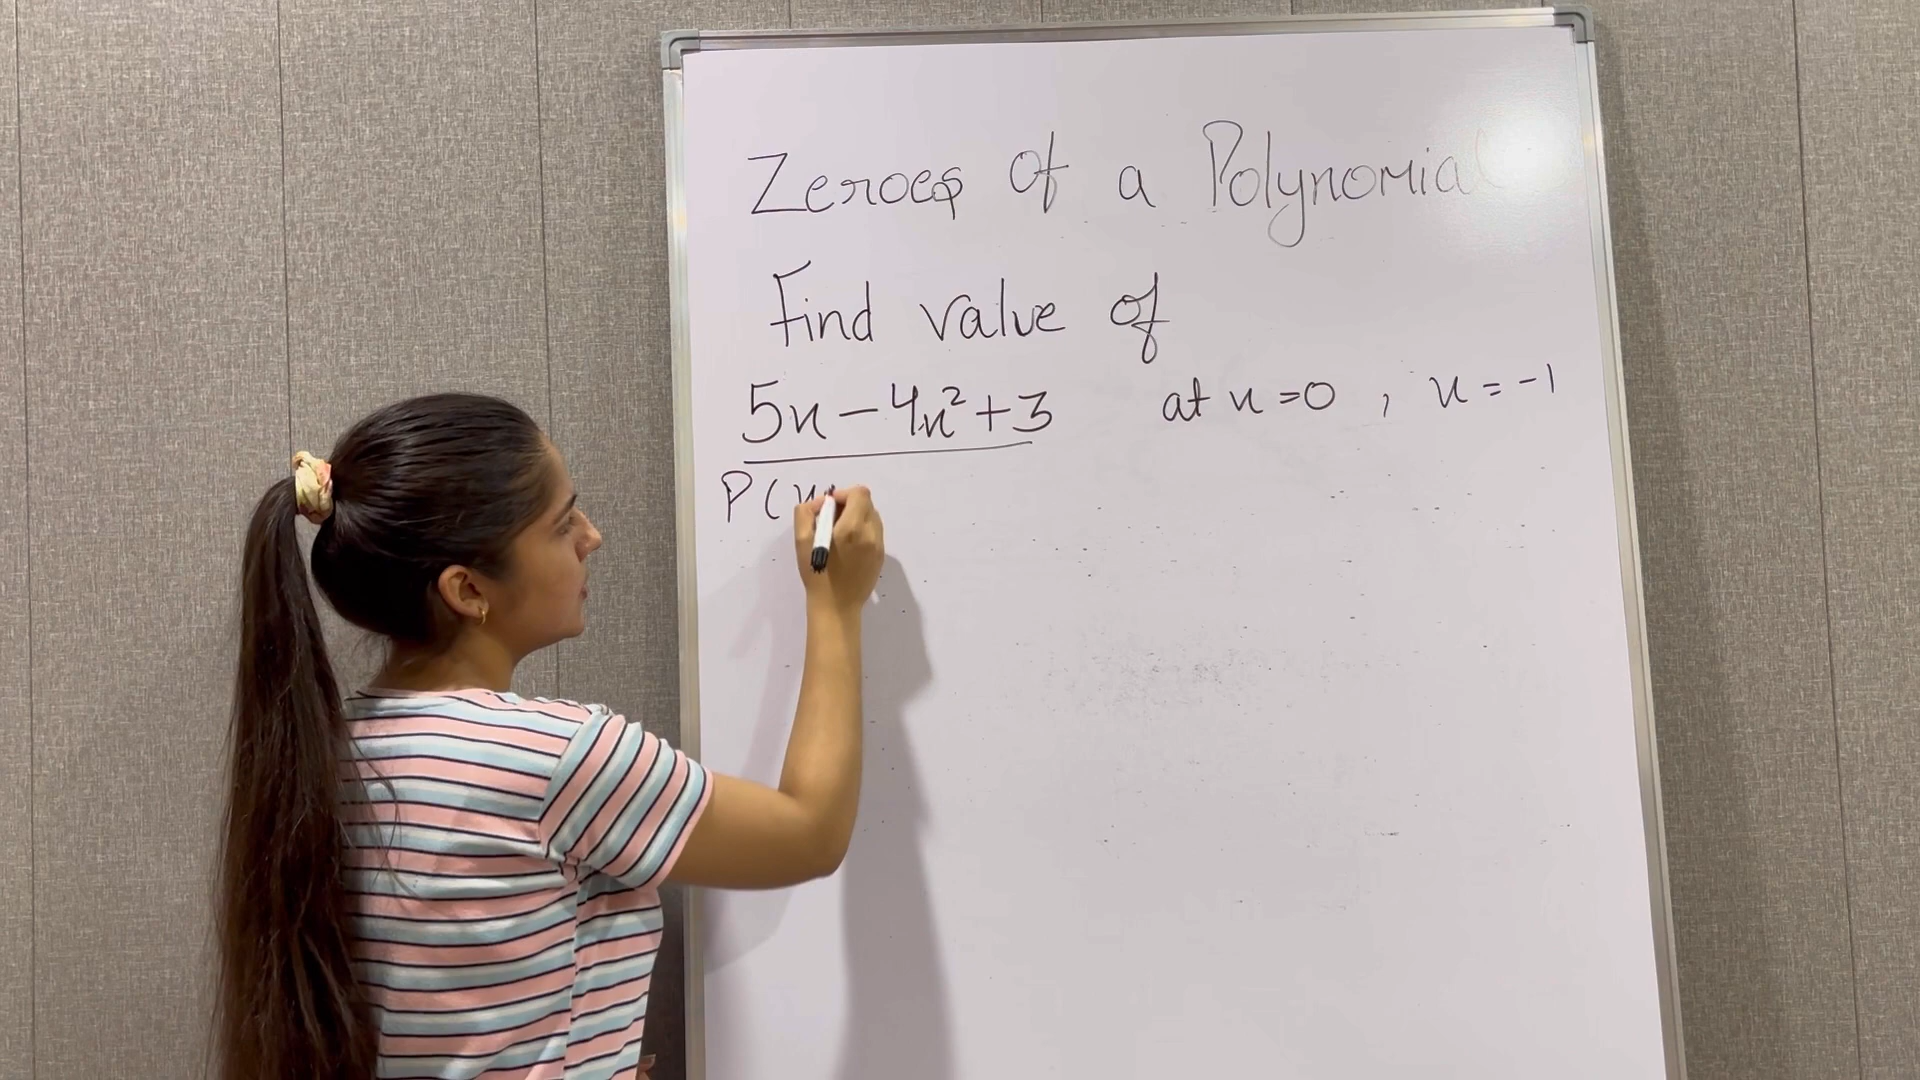 Zeroes of a Polynomial
Find value of
5x - 4x² + 3 at x = 0 , x = -1
P(x